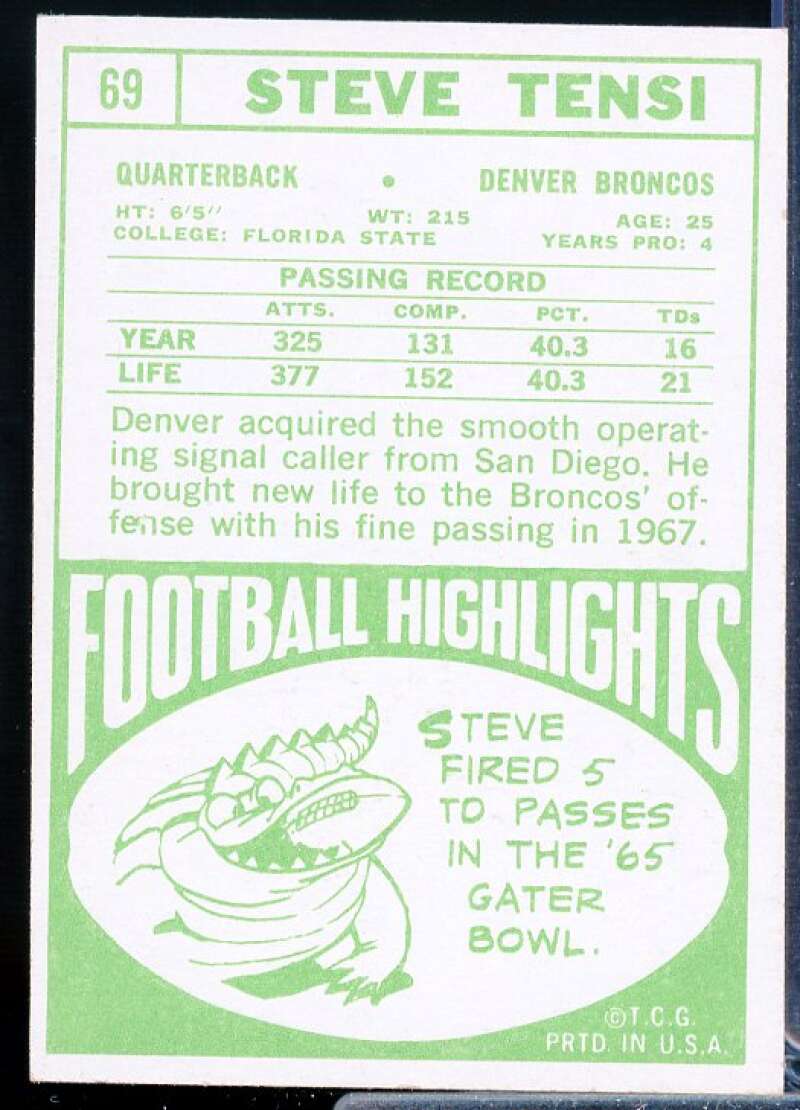 69 STEVE TENSI
QUARTERBACK • DENVER BRONCOS
HT: 6'5'' WT: 215 AGE: 25
COLLEGE: FLORIDA STATE YEARS PRO: 4
PASSING RECORD
ATTS. COMP. PCT. TDs
YEAR 325 131 40.3 16
LIFE 377 152 40.3 21
Denver acquired the smooth operat-
ing signal caller from San Diego. He
brought new life to the Broncos' of-
fense with his fine passing in 1967.
FOOTBALL HIGHLIGHTS
STEVE
FIRED 5
TD PASSES
IN THE '65
GATER
BOWL.
©T.C.G.
PRTD. IN U.S.A.